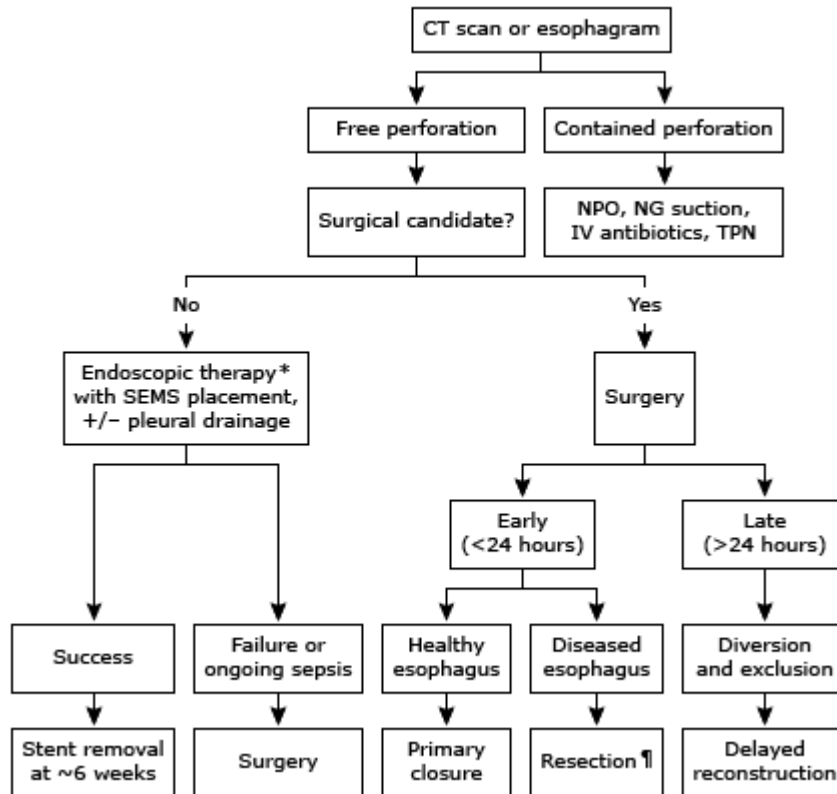 CT scan or esophagram
Free perforation
Contained perforation
Surgical candidate?
NPO, NG suction,
IV antibiotics, TPN
No
Yes
Endoscopic therapy*
with SEMS placement,
+/– pleural drainage
Surgery
Early
(<24 hours)
Late
(>24 hours)
Success
Failure or
ongoing sepsis
Healthy
esophagus
Diseased
esophagus
Diversion
and exclusion
Stent removal
at ~6 weeks
Surgery
Primary
closure
Resection ¶
Delayed
reconstruction